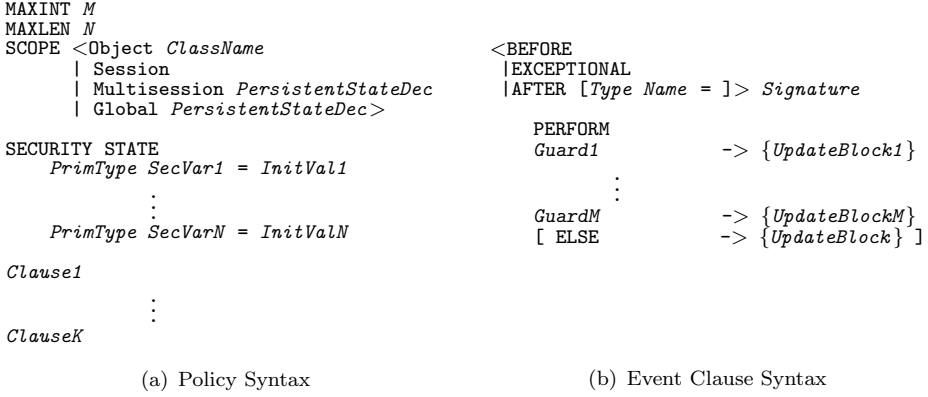 MAXINT M
MAXLEN N
SCOPE <Object ClassName
| Session
| Multisession PersistentStateDec
| Global PersistentStateDec>
SECURITY STATE
PrimType SecVar1 = InitVal1
⋮
PrimType SecVarN = InitValN
Clause1
⋮
ClauseK
(a) Policy Syntax
<BEFORE
|EXCEPTIONAL
|AFTER [Type Name = ]> Signature
PERFORM
Guard1 -> {UpdateBlock1}
⋮
GuardM -> {UpdateBlockM}
[ ELSE -> {UpdateBlock} ]
(b) Event Clause Syntax